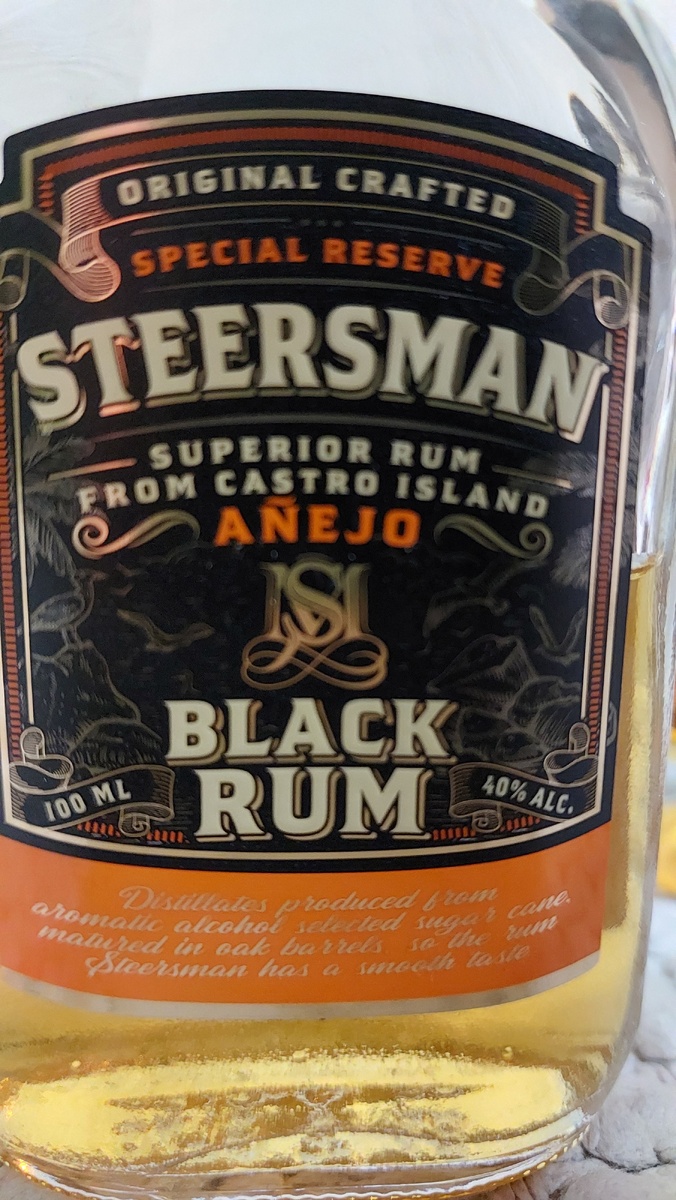 ORIGINAL CRAFTED
SPECIAL RESERVE
STEERSMAN
SUPERIOR RUM
FROM CASTRO ISLAND
AÑEJO
BLACK
RUM
100 ML
40% ALC.
Distillates produced from
aromatic alcohol selected sugar cane,
matured in oak barrels, so the rum
Steersman has a smooth taste